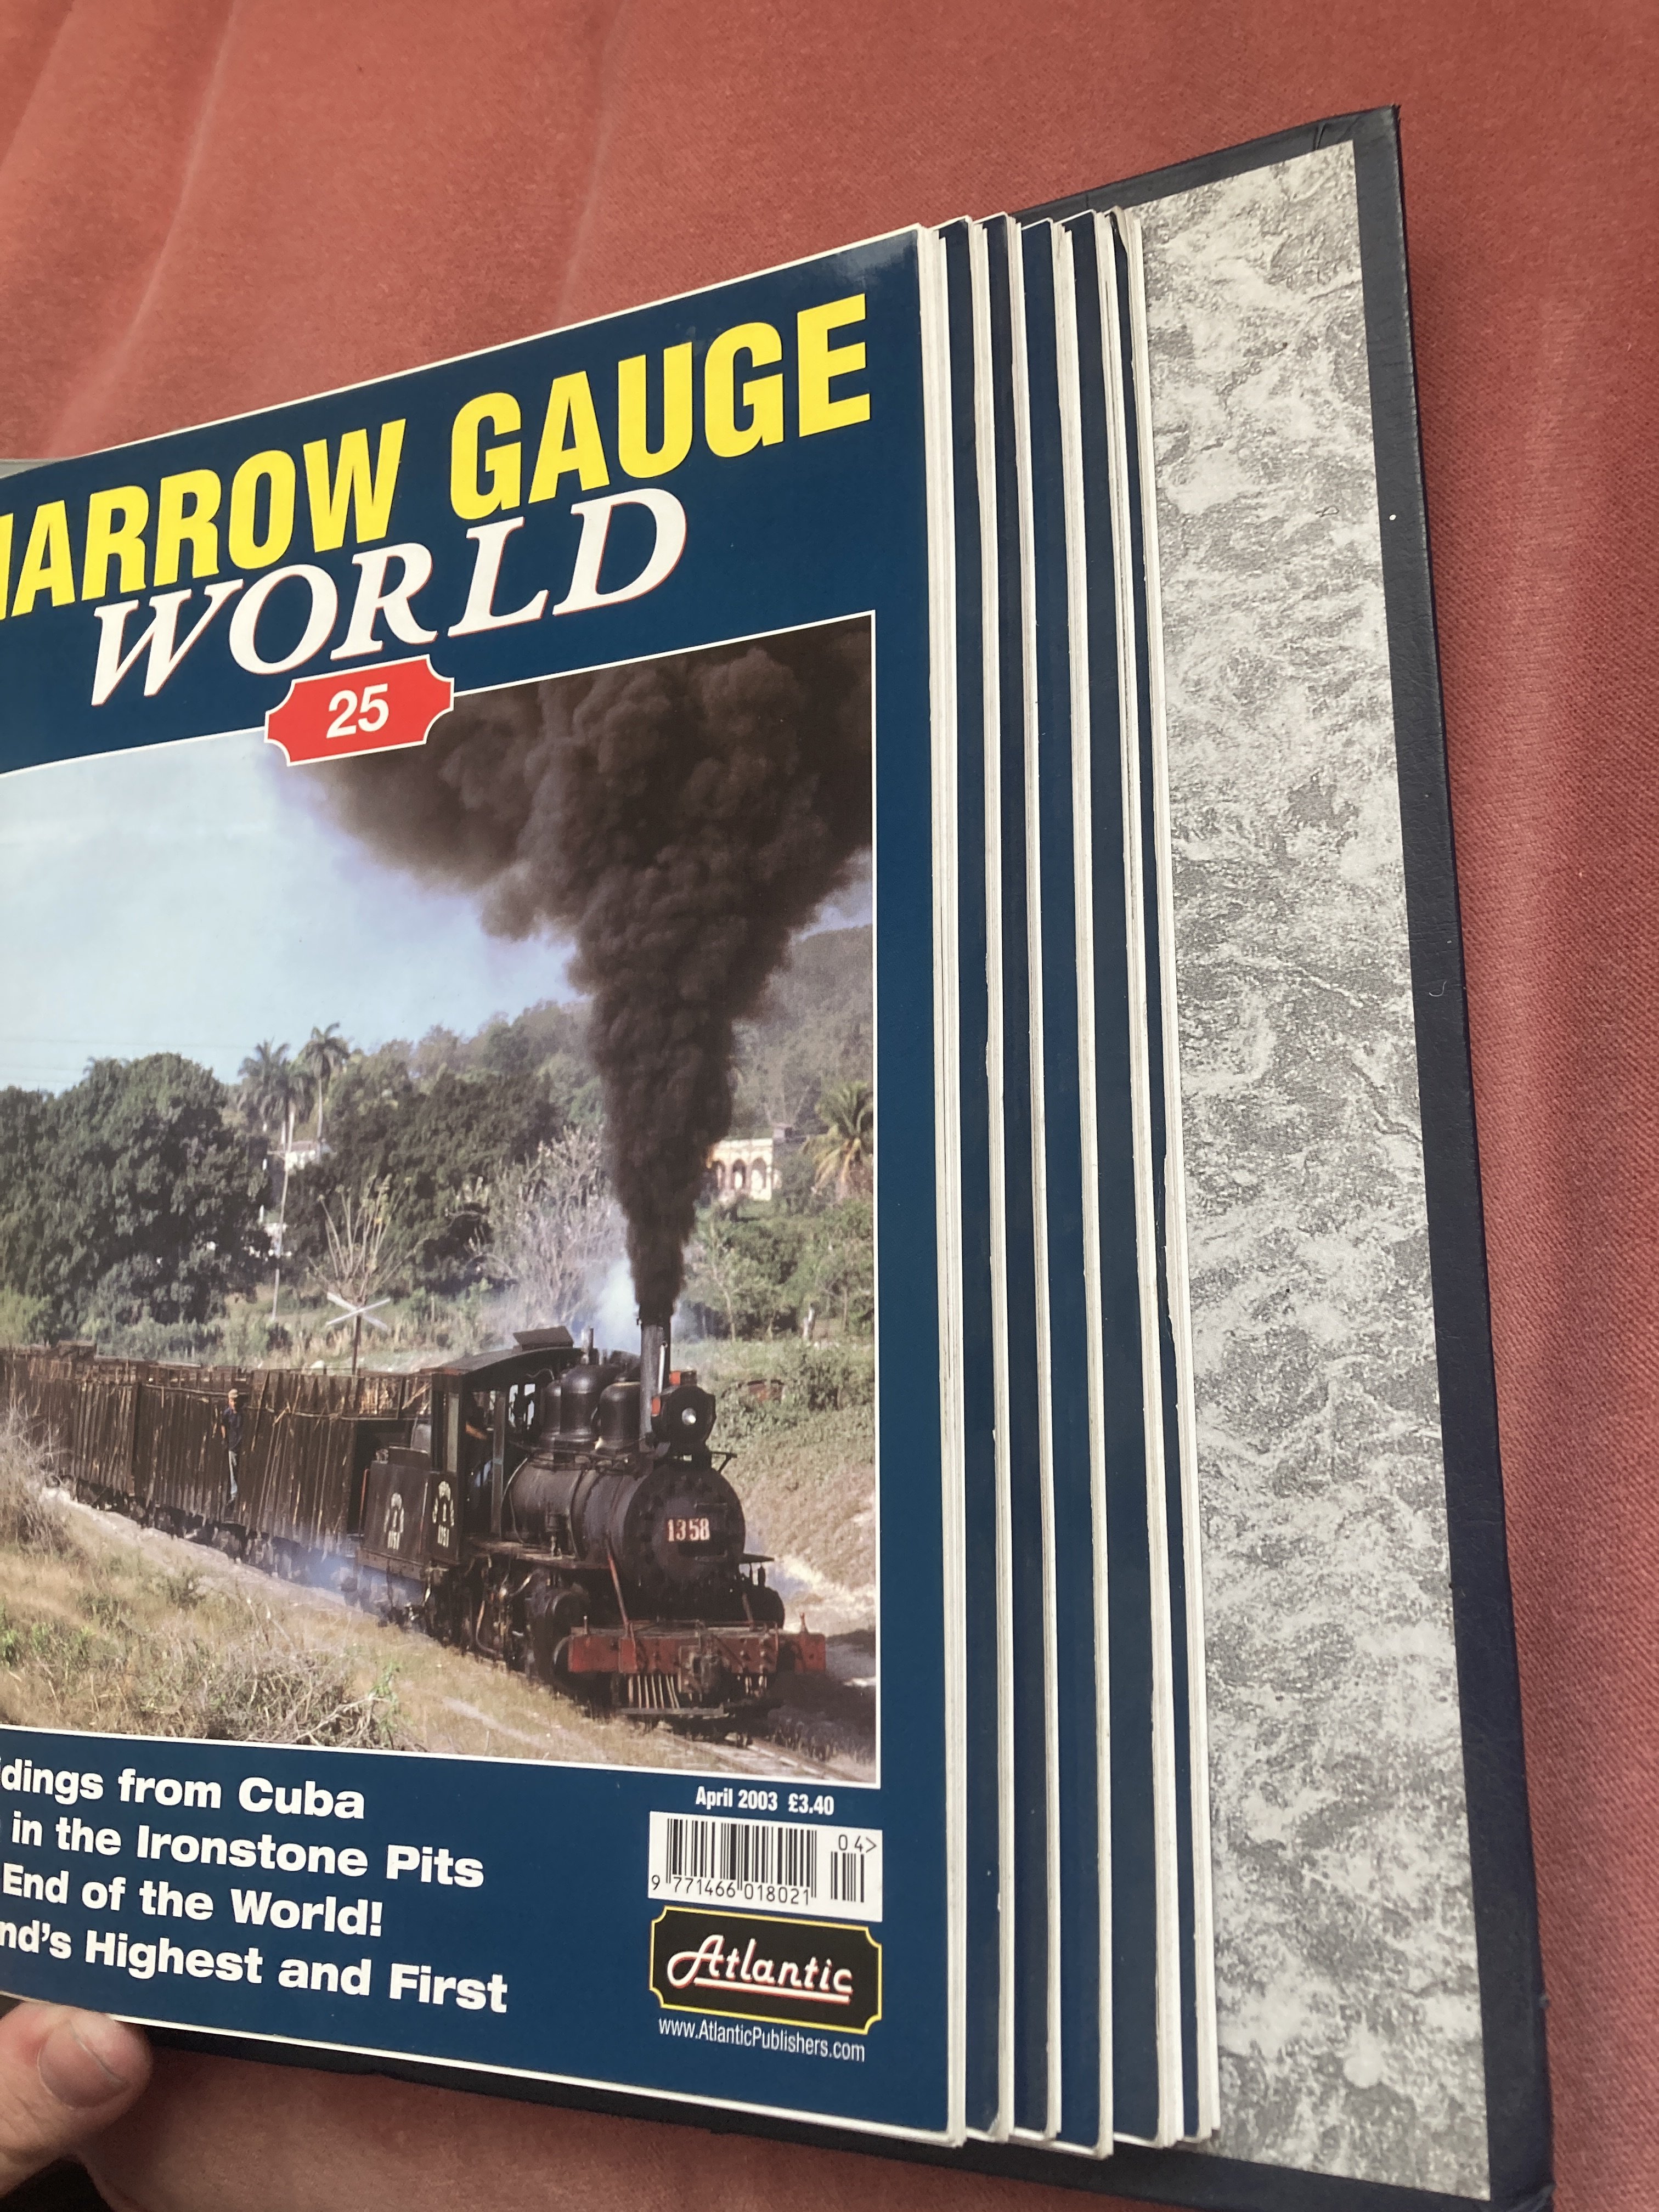 NARROW GAUGE
WORLD
25
1358
dings from Cuba
in the Ironstone Pits
End of the World!
nd's Highest and First
April 2003 £3.40
04>
9 771466 018021
Atlantic
www.AtlanticPublishers.com